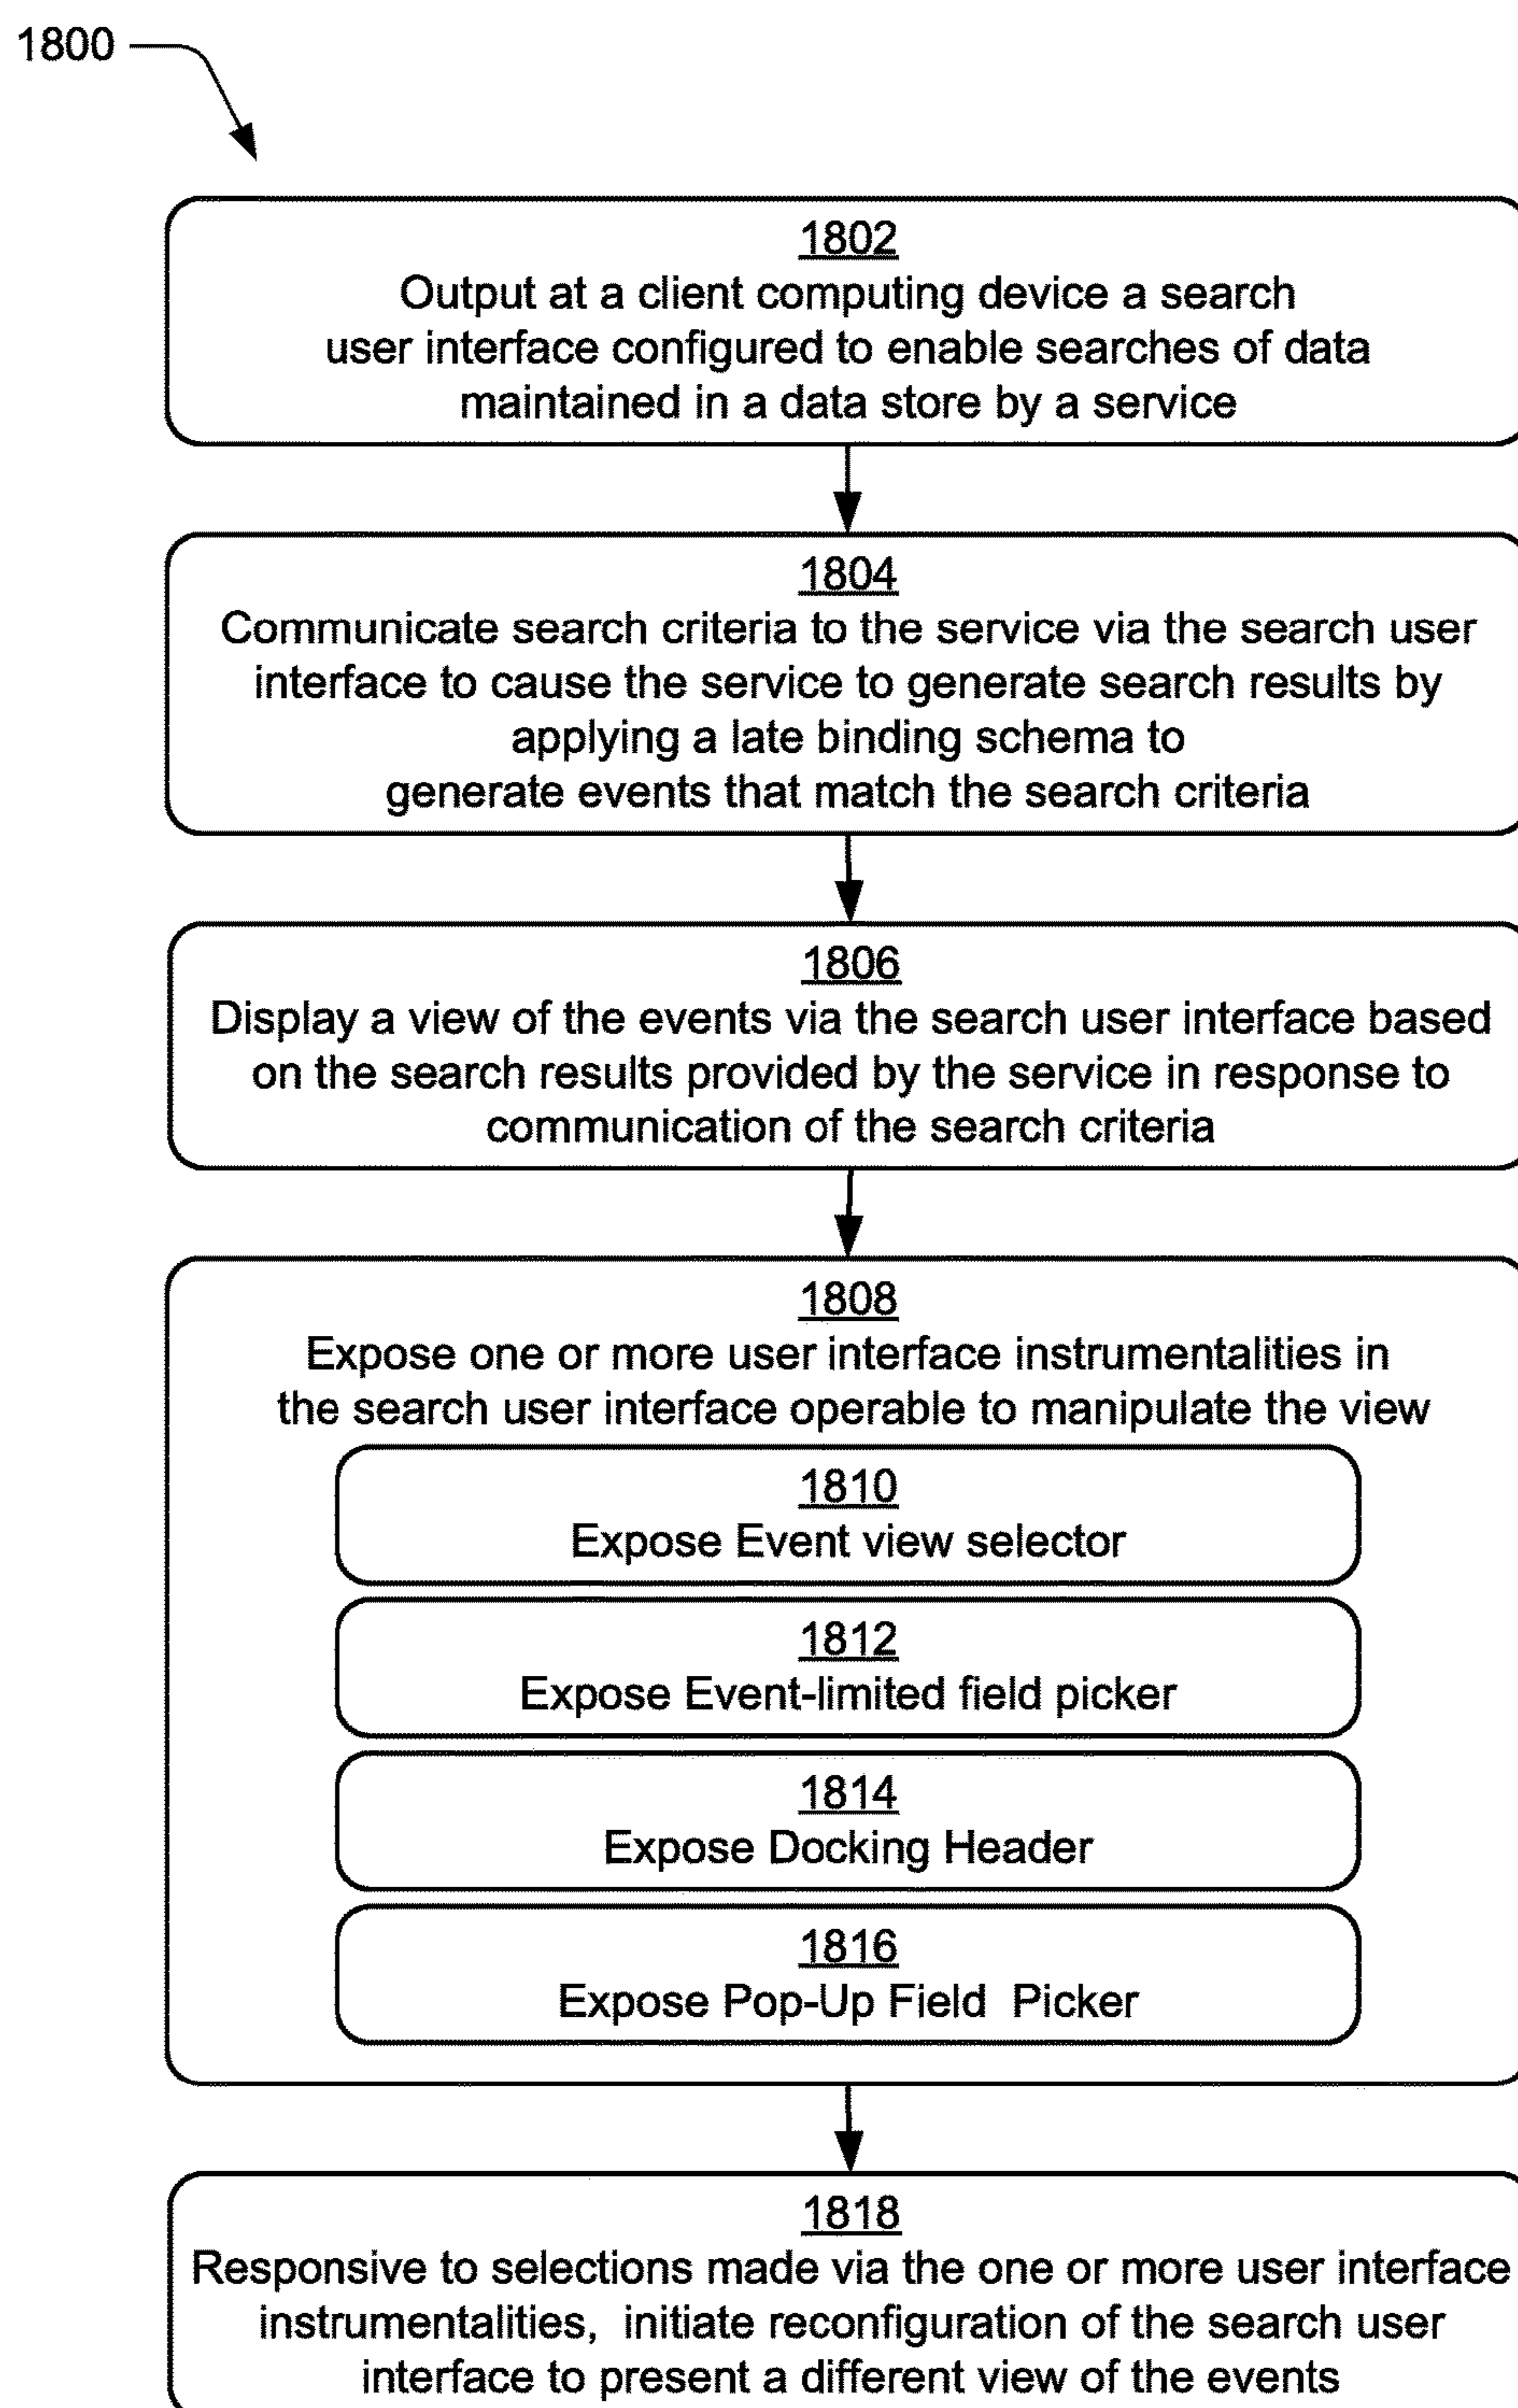 1800
1802
Output at a client computing device a search
user interface configured to enable searches of data
maintained in a data store by a service
1804
Communicate search criteria to the service via the search user
interface to cause the service to generate search results by
applying a late binding schema to
generate events that match the search criteria
1806
Display a view of the events via the search user interface based
on the search results provided by the service in response to
communication of the search criteria
1808
Expose one or more user interface instrumentalities in
the search user interface operable to manipulate the view
1810
Expose Event view selector
1812
Expose Event-limited field picker
1814
Expose Docking Header
1816
Expose Pop-Up Field Picker
1818
Responsive to selections made via the one or more user interface
instrumentalities, initiate reconfiguration of the search user
interface to present a different view of the events